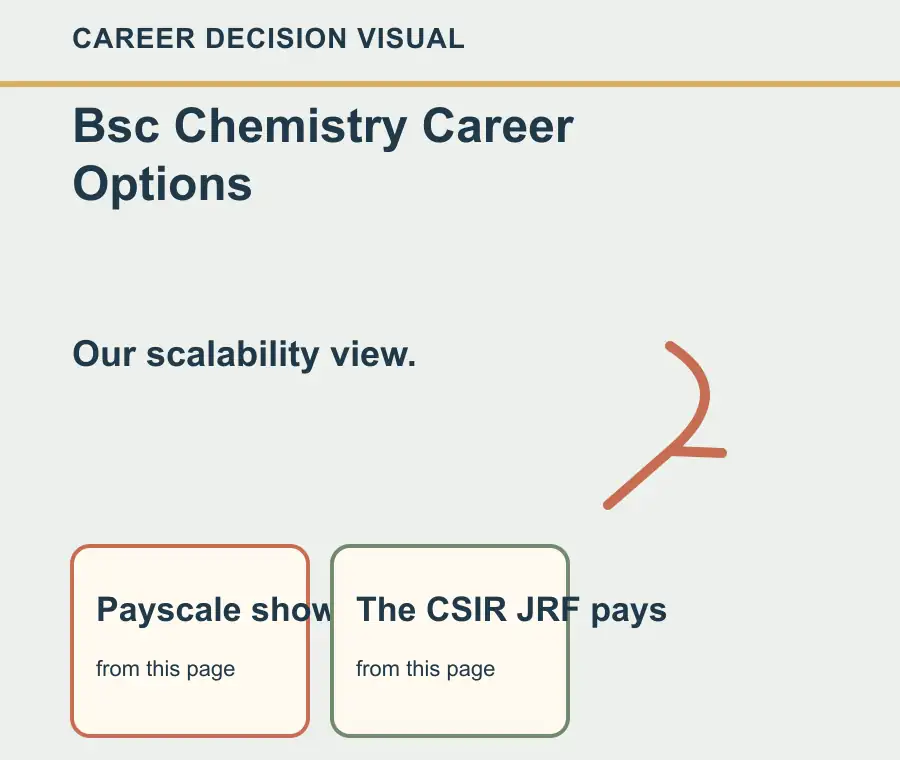 CAREER DECISION VISUAL
Bsc Chemistry Career
Options
Our scalability view.
Payscale show
The CSIR JRF pays
from this page
from this page